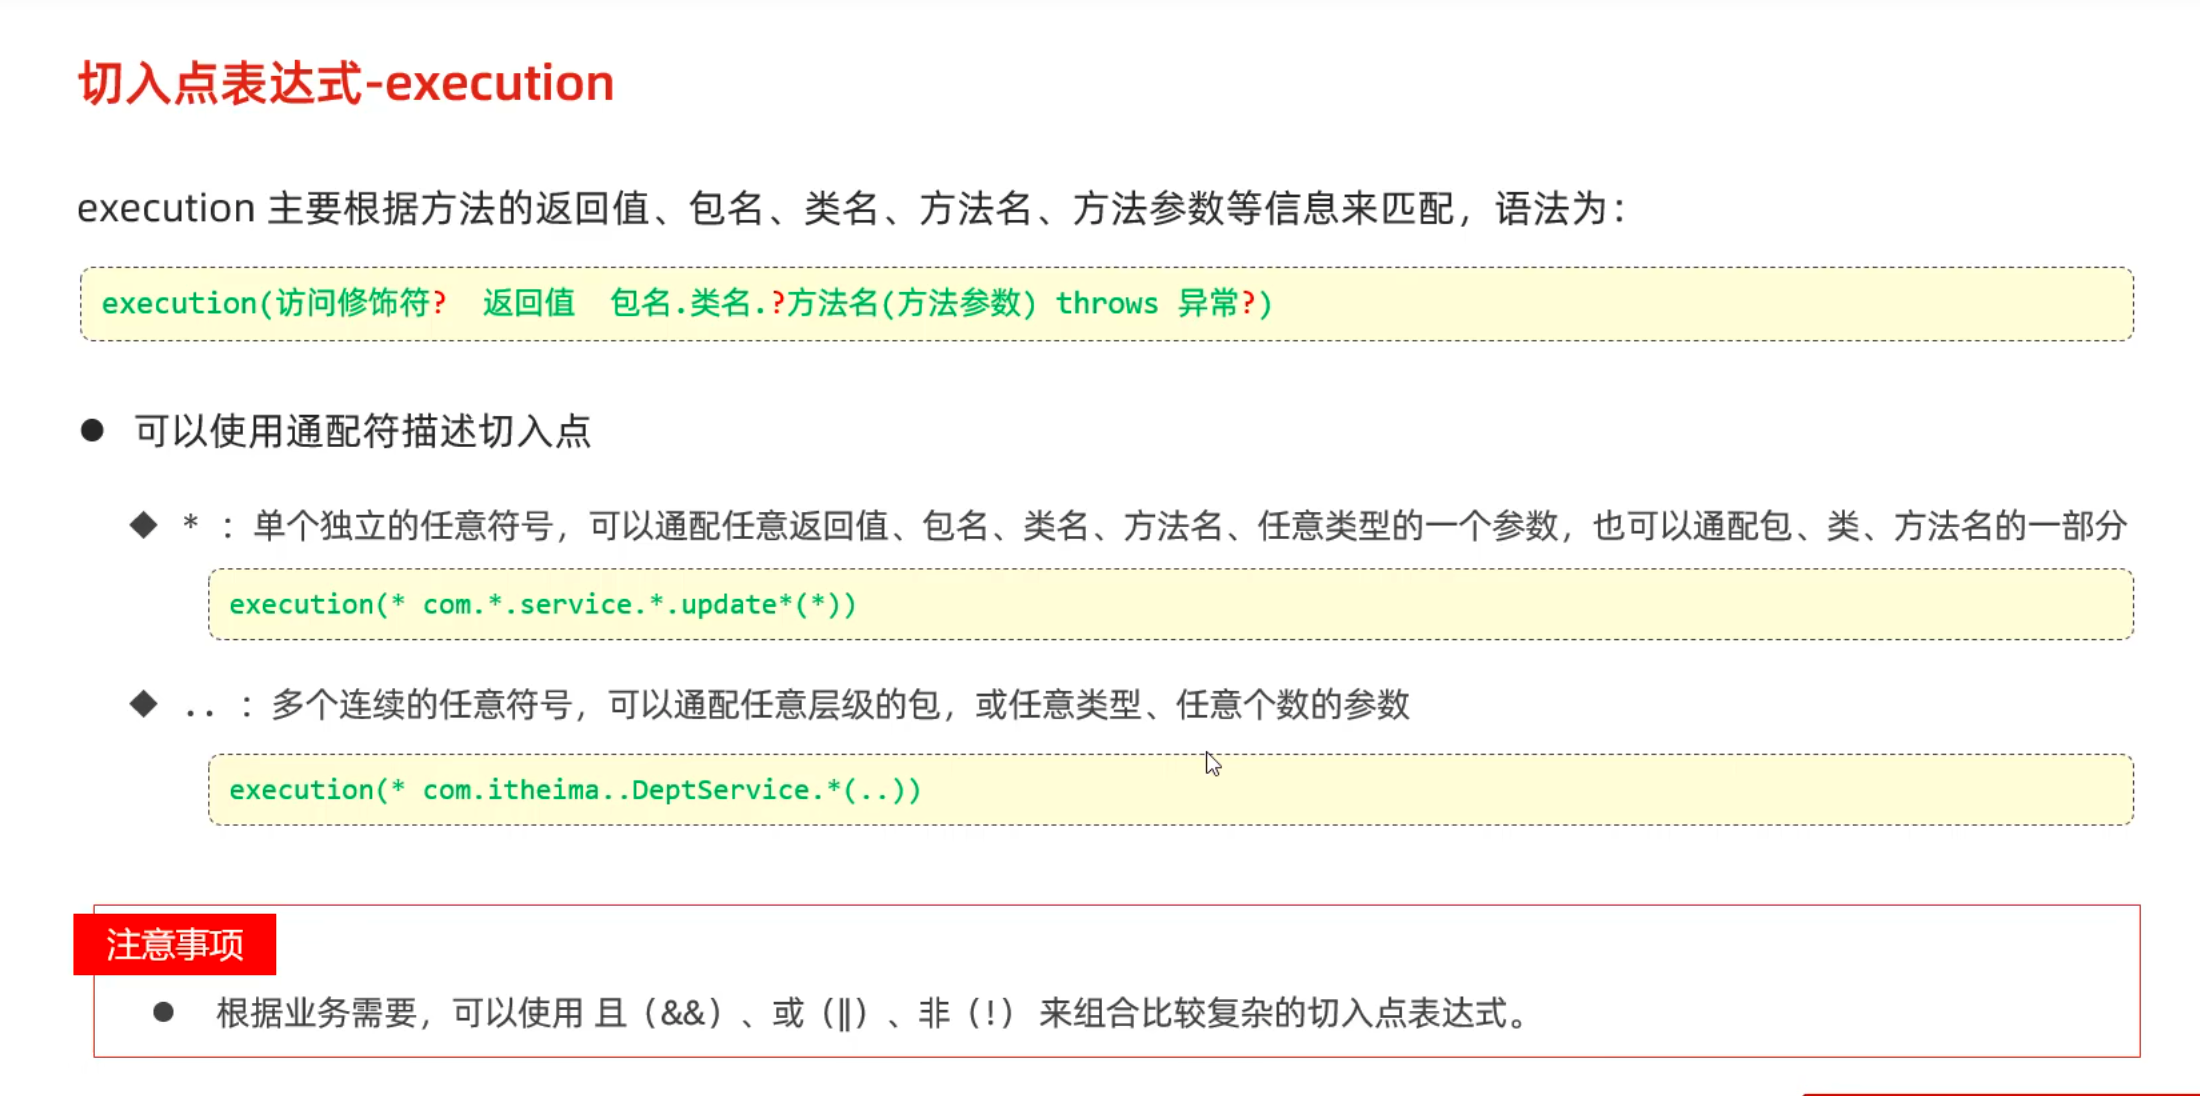 切入点表达式-execution
execution 主要根据方法的返回值、包名、类名、方法名、方法参数等信息来匹配，语法为：
execution(访问修饰符?  返回值  包名.类名.?方法名(方法参数) throws 异常?)
● 可以使用通配符描述切入点
◆ * ：单个独立的任意符号，可以通配任意返回值、包名、类名、方法名、任意类型的一个参数，也可以通配包、类、方法名的一部分
execution(* com.*.service.*.update*(*))
◆ .. ：多个连续的任意符号，可以通配任意层级的包，或任意类型、任意个数的参数
execution(* com.itheima..DeptService.*(..))
注意事项
● 根据业务需要，可以使用 且（&&）、或（||）、非（!） 来组合比较复杂的切入点表达式。